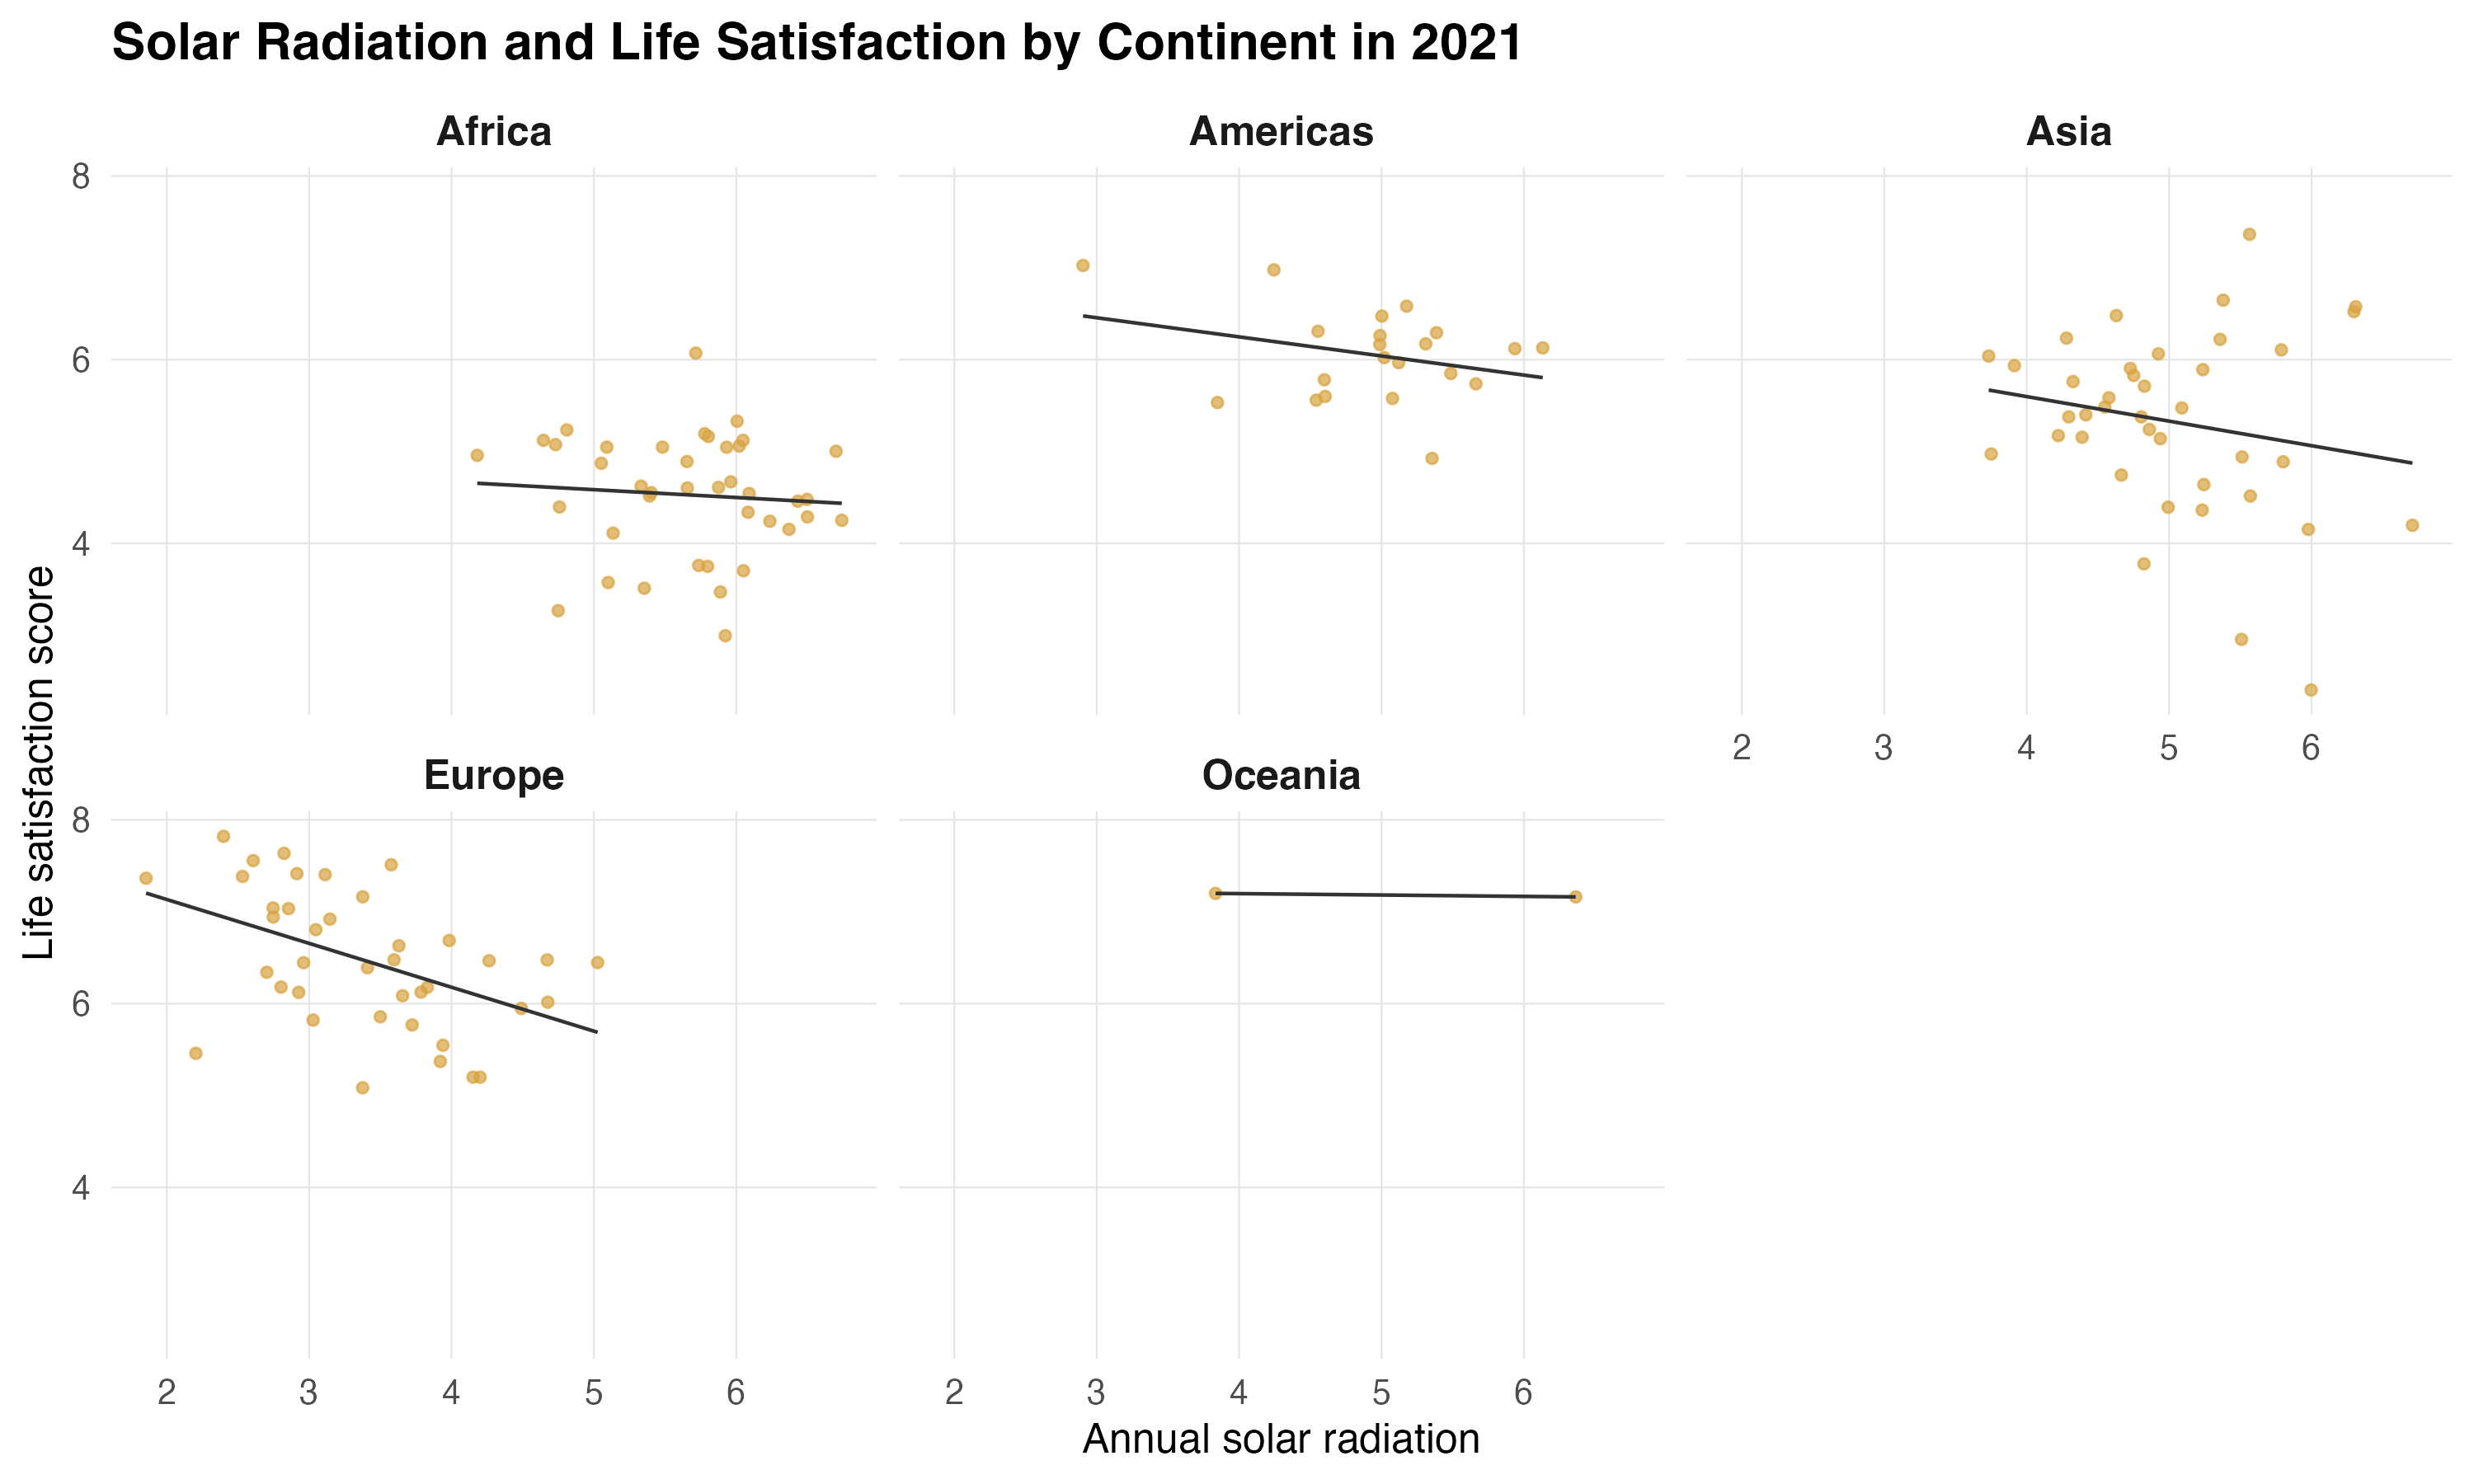 Solar Radiation and Life Satisfaction by Continent in 2021
Africa
Americas
Asia
8
6
4
2 3 4 5 6
Europe
Oceania
8
6
4
2 3 4 5 6
2 3 4 5 6
Life satisfaction score
Annual solar radiation